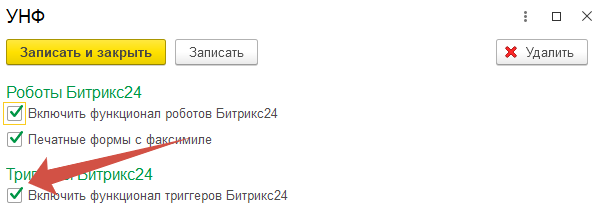 УНФ
Записать и закрыть Записать Удалить
Роботы Битрикс24
Включить функционал роботов Битрикс24
Печатные формы с факсимиле
Битрикс24
Включить функционал триггеров Битрикс24